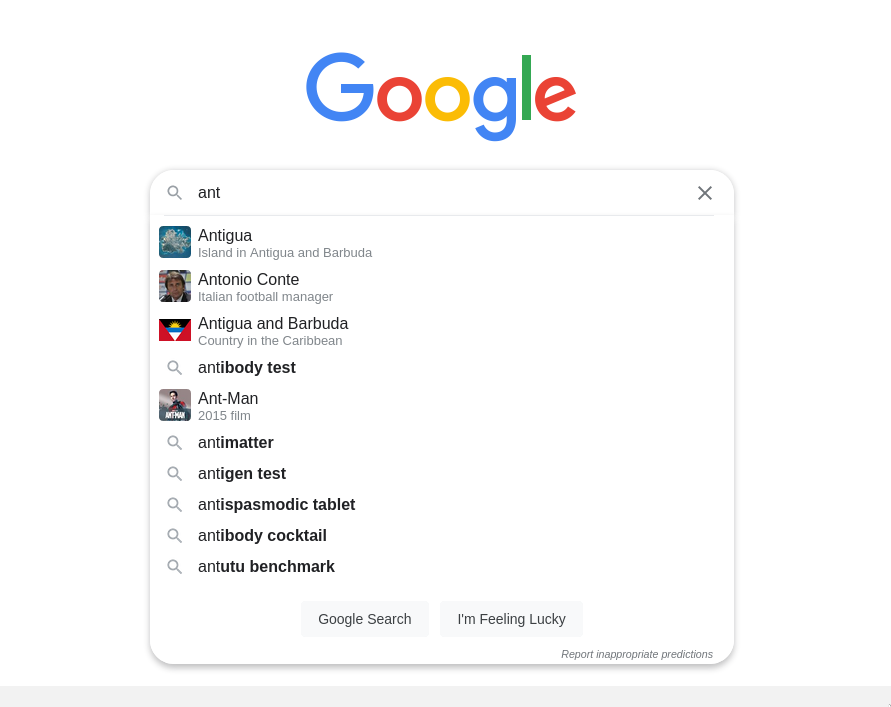 Google
ant
Antigua
Island in Antigua and Barbuda
Antonio Conte
Italian football manager
Antigua and Barbuda
Country in the Caribbean
antibody test
Ant-Man
2015 film
ANT-MAN
antimatter
antigen test
antispasmodic tablet
antibody cocktail
antutu benchmark
Google Search
I'm Feeling Lucky
Report inappropriate predictions